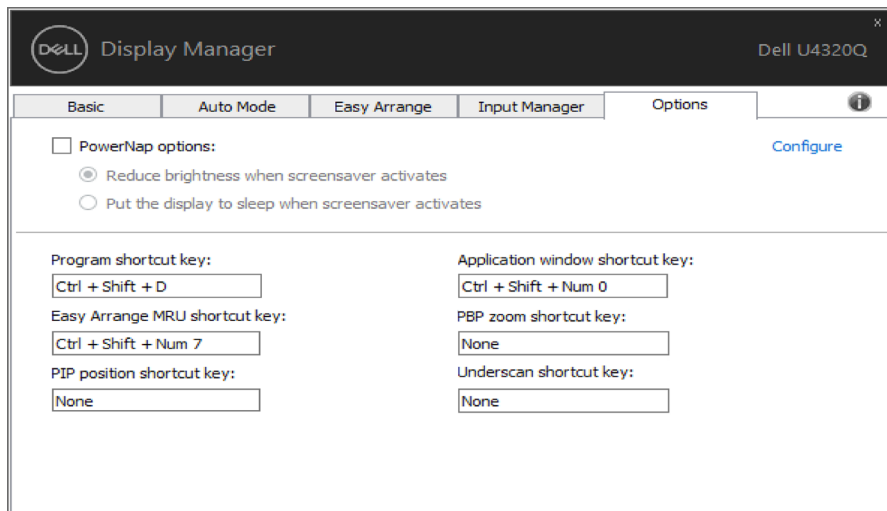 x
DELL Display Manager
Dell U4320Q
Basic
Auto Mode
Easy Arrange
Input Manager
Options
i
PowerNap options:
Configure
Reduce brightness when screensaver activates
Put the display to sleep when screensaver activates
Program shortcut key:
Ctrl + Shift + D
Application window shortcut key:
Ctrl + Shift + Num 0
Easy Arrange MRU shortcut key:
Ctrl + Shift + Num 7
PBP zoom shortcut key:
None
PIP position shortcut key:
None
Underscan shortcut key:
None